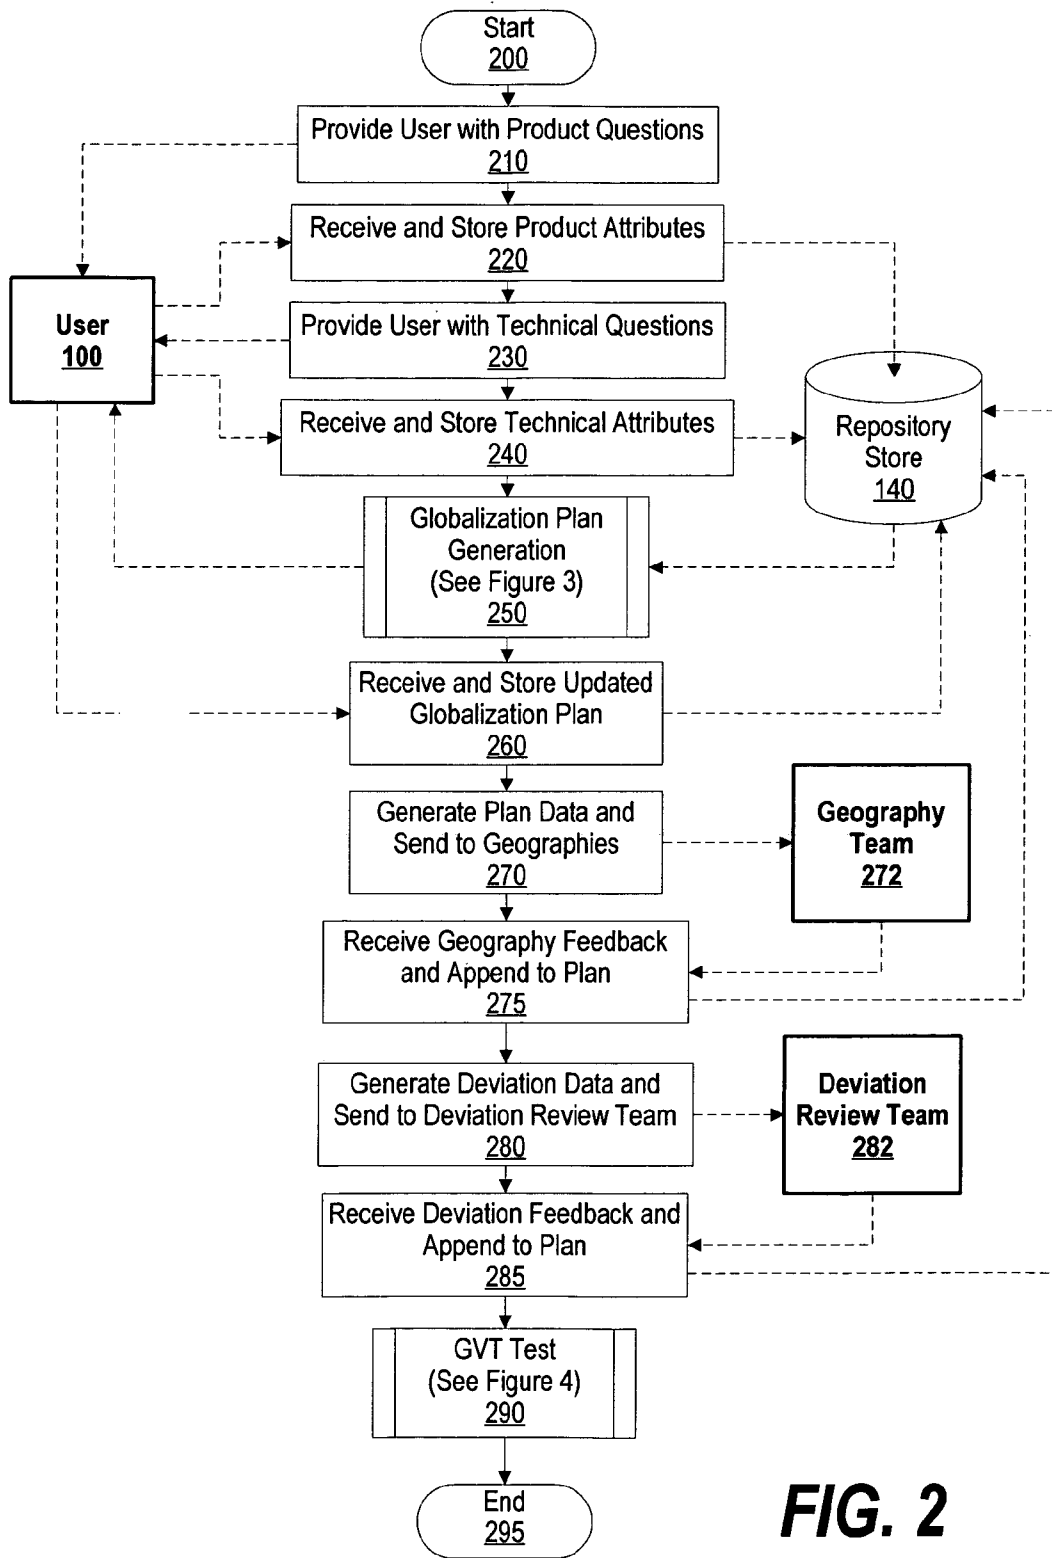 Start
200
Provide User with Product Questions
210
Receive and Store Product Attributes
220
User
100
Provide User with Technical Questions
230
Receive and Store Technical Attributes
240
Repository
Store
140
Globalization Plan
Generation
(See Figure 3)
250
Receive and Store Updated
Globalization Plan
260
Generate Plan Data and
Send to Geographies
270
Geography
Team
272
Receive Geography Feedback
and Append to Plan
275
Generate Deviation Data and
Send to Deviation Review Team
280
Deviation
Review Team
282
Receive Deviation Feedback and
Append to Plan
285
GVT Test
(See Figure 4)
290
End
295
FIG. 2